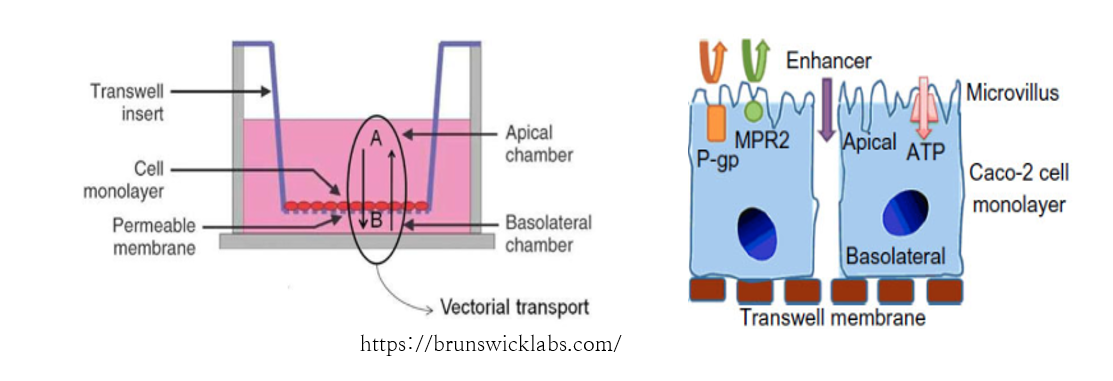 Transwell
insert
Cell
monolayer
Permeable
membrane
A
B
Apical
chamber
Basolateral
chamber
Vectorial transport
https://brunswicklabs.com/
Enhancer
Microvillus
P-gp
MPR2
Apical
ATP
Caco-2 cell
monolayer
Basolateral
Transwell membrane